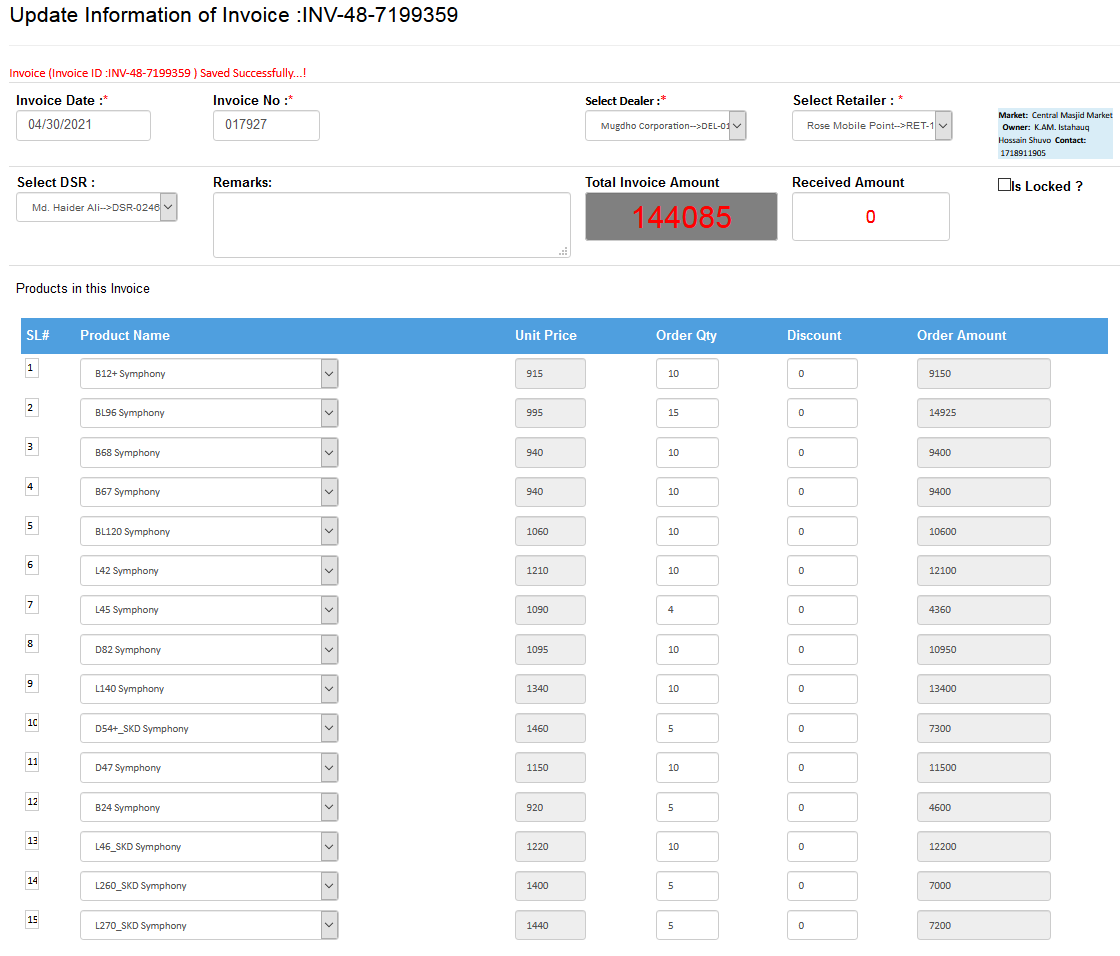 Update Information of Invoice :INV-48-7199359
Invoice (Invoice ID :INV-48-7199359 ) Saved Successfully...!
Invoice Date :* Invoice No :* Select Dealer :* Select Retailer : *
04/30/2021 017927 Mugdho Corporation-->DEL-01 Rose Mobile Point-->RET-1
Market: Central Masjid Market
Owner: K.AM. Istahauq
Hossain Shuvo Contact:
1718911905
Select DSR : Remarks: Total Invoice Amount Received Amount Is Locked ?
Md. Haider Ali-->DSR-0246 144085 0
Products in this Invoice
SL# Product Name Unit Price Order Qty Discount Order Amount
1 B12+ Symphony 915 10 0 9150
2 BL96 Symphony 995 15 0 14925
3 B68 Symphony 940 10 0 9400
4 B67 Symphony 940 10 0 9400
5 BL120 Symphony 1060 10 0 10600
6 L42 Symphony 1210 10 0 12100
7 L45 Symphony 1090 4 0 4360
8 D82 Symphony 1095 10 0 10950
9 L140 Symphony 1340 10 0 13400
10 D54+_SKD Symphony 1460 5 0 7300
11 D47 Symphony 1150 10 0 11500
12 B24 Symphony 920 5 0 4600
13 L46_SKD Symphony 1220 10 0 12200
14 L260_SKD Symphony 1400 5 0 7000
15 L270_SKD Symphony 1440 5 0 7200